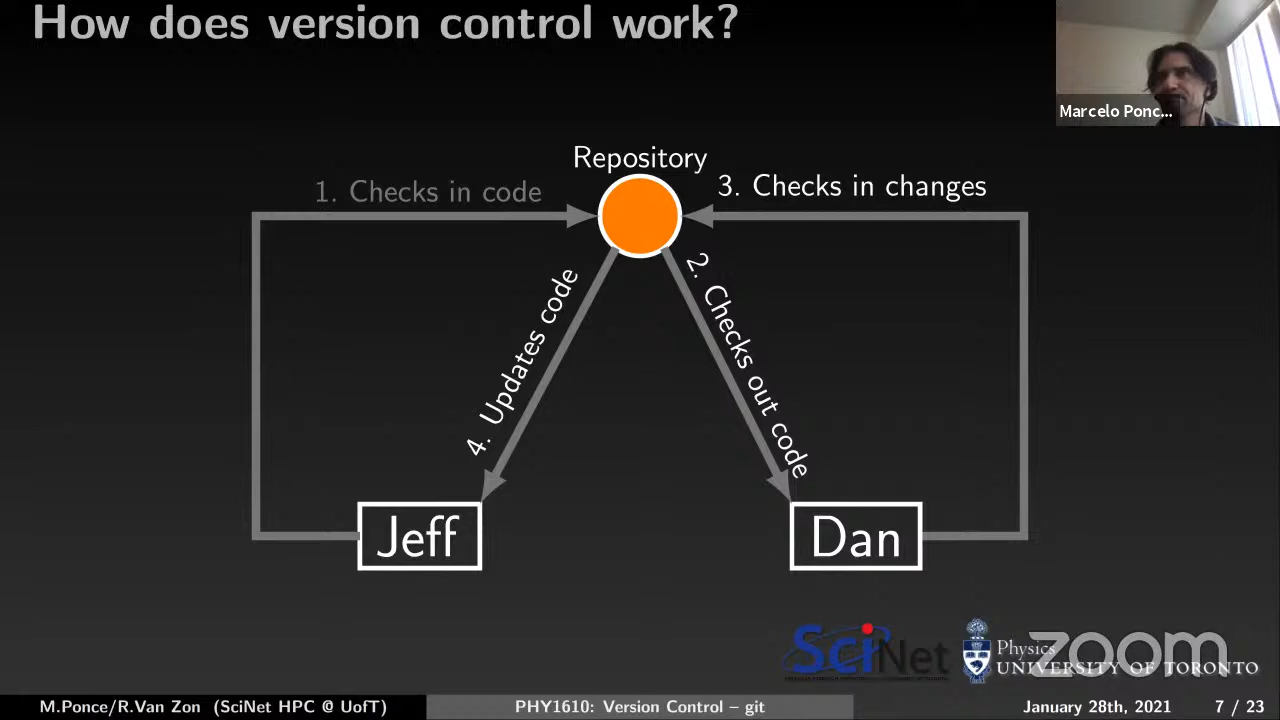 How does version control work?
Marcelo Ponc...
Repository
1. Checks in code
3. Checks in changes
4. Updates code
2. Checks out code
Jeff
Dan
SciNet
Physics
UNIVERSITY OF TORONTO
zoom
M.Ponce/R.Van Zon (SciNet HPC @ UofT)
PHY1610: Version Control – git
January 28th, 2021
7 / 23